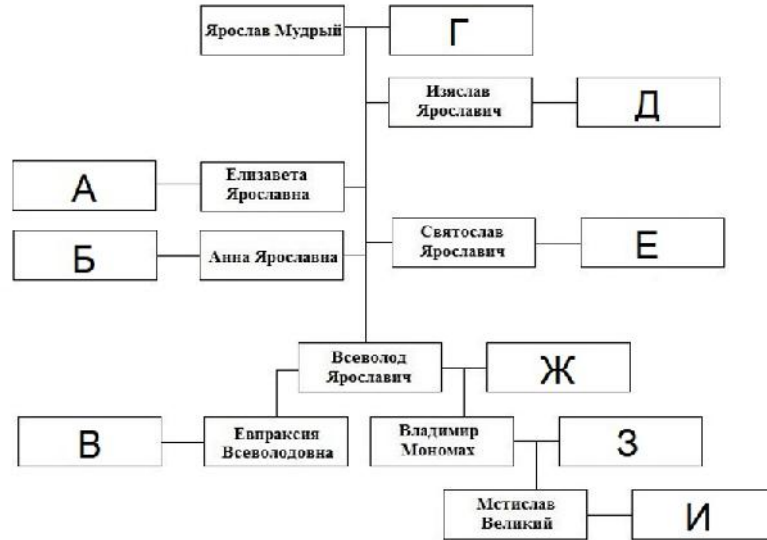 Ярослав Мудрый
Г
Изяслав
Ярославич
Д
А
Елизавета
Ярославна
Святослав
Ярославич
Е
Б
Анна Ярославна
Всеволод
Ярославич
Ж
В
Евпраксия
Всеволодовна
Владимир
Мономах
З
Мстислав
Великий
И